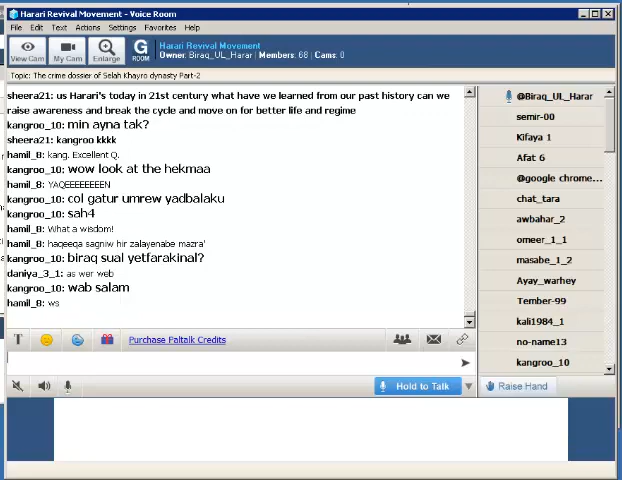 Harari Revival Movement - Voice Room
File Edit Text Actions Settings Favorites Help
View Cam
My Cam
Enlarge
G
ROOM
Harari Revival Movement
Owner: Biraq_UL_Harar | Members: 68 | Cams: 0
Topic: The crime dossier of Selah Khayro dynasty Part-2
sheera21: us Harari's today in 21st century what have we learned from our past history can we
raise awareness and break the cycle and move on for better life and regime
kangroo_10: min ayna tak?
sheera21: kangroo kkkk
hamil_8: kang. Excellent Q.
kangroo_10: wow look at the hekmaa
hamil_8: YAQEEEEEEEEN
kangroo_10: col gatur umrew yadbalaku
kangroo_10: sah4
hamil_8: What a wisdom!
hamil_8: haqeeqa sagniw hir zalayenabe mazra'
kangroo_10: biraq sual yetfarakinal?
daniya_3_1: as wer web
kangroo_10: wab salam
hamil_8: ws
@Biraq_UL_Harar
semir-00
Kifaya 1
Afat 6
@google chrome...
chat_tara
awbahar_2
omeer_1_1
masabe_1_2
Ayay_warhey
Tember-99
kali1984_1
no-name13
kangroo_10
T
Purchase Paltalk Credits
Hold to Talk
Raise Hand